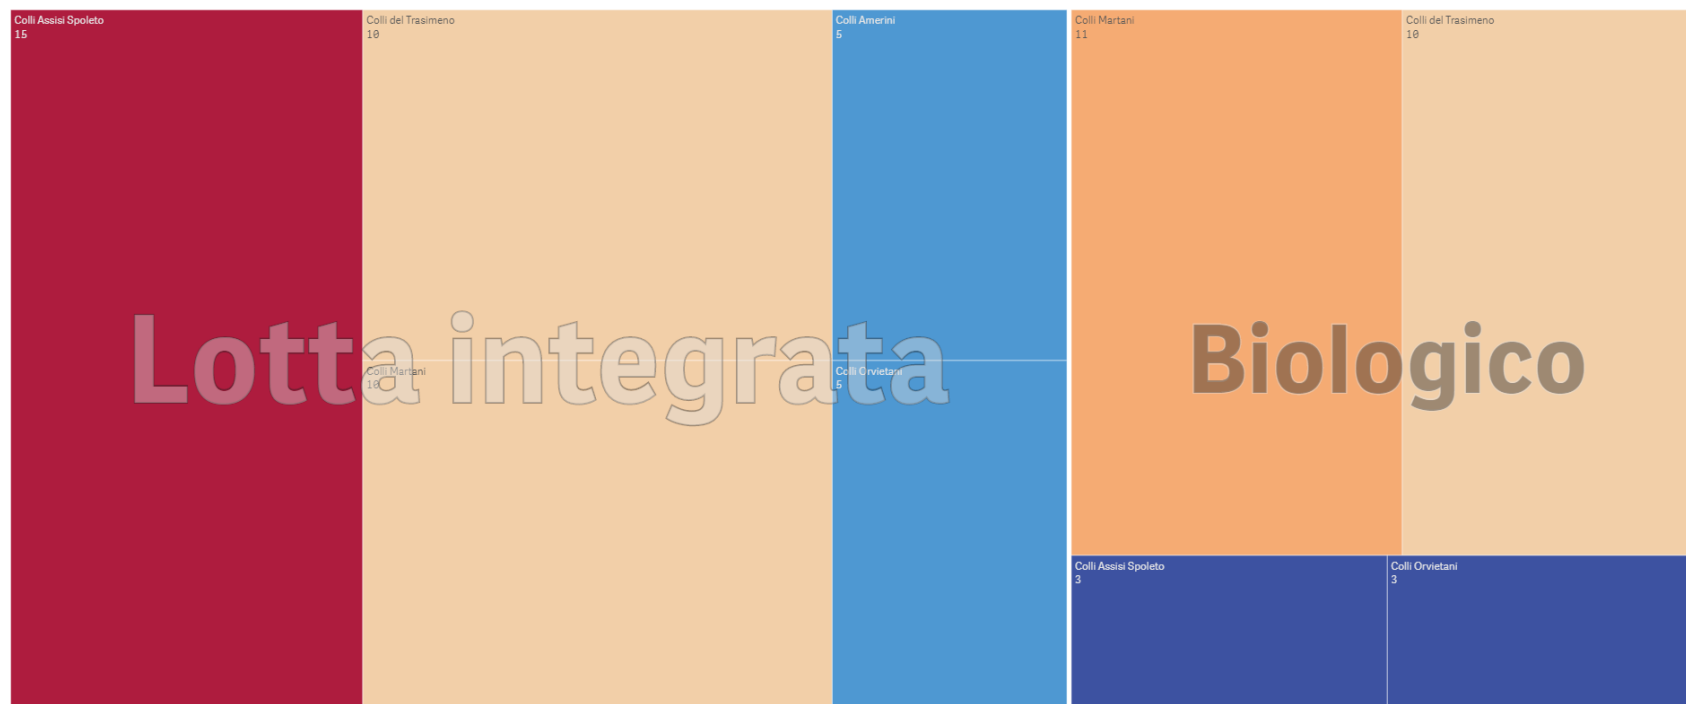 Colli Assisi Spoleto
15
Colli del Trasimeno
10
Colli Martani
10
Colli Amerini
5
Colli Orvietani
5
Lotta integrata
Colli Martani
11
Colli del Trasimeno
10
Colli Assisi Spoleto
3
Colli Orvietani
3
Biologico